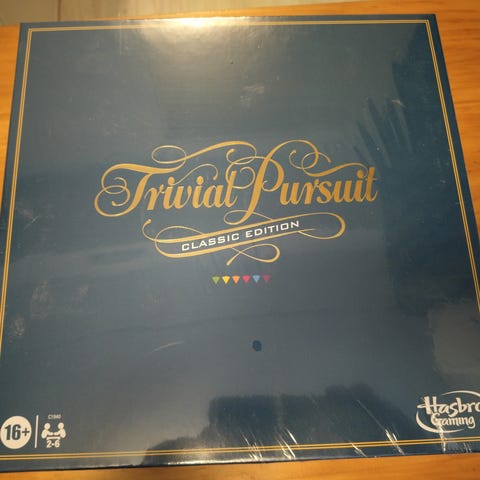 Trivial Pursuit
CLASSIC EDITION
16+
C1940
2-6
Hasbro
Gaming